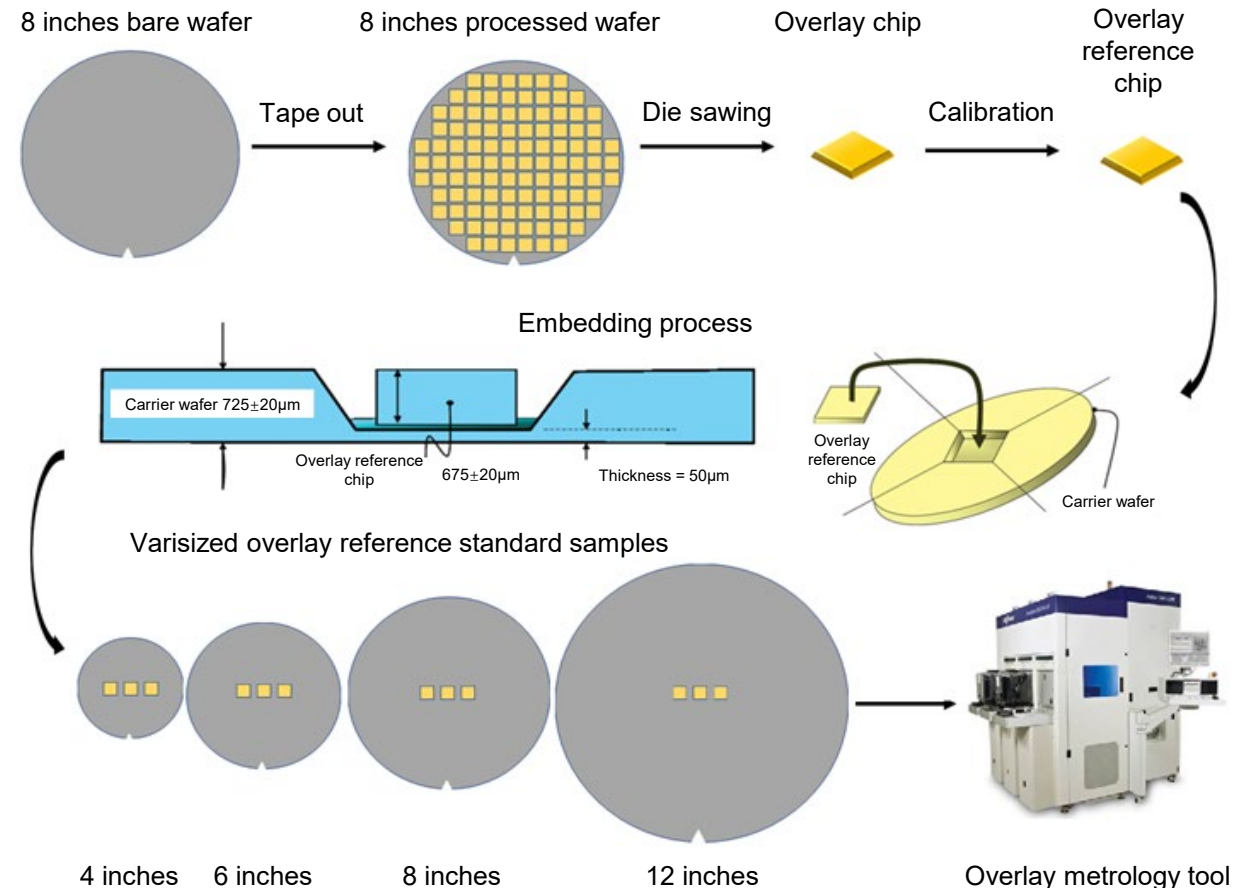 8 inches bare wafer
8 inches processed wafer
Overlay chip
Overlay
reference
chip
Tape out
Die sawing
Calibration
Embedding process
Carrier wafer 725±20μm
Overlay reference
chip
675±20μm
Thickness = 50μm
Overlay
reference
chip
Carrier wafer
Varisized overlay reference standard samples
4 inches
6 inches
8 inches
12 inches
Overlay metrology tool